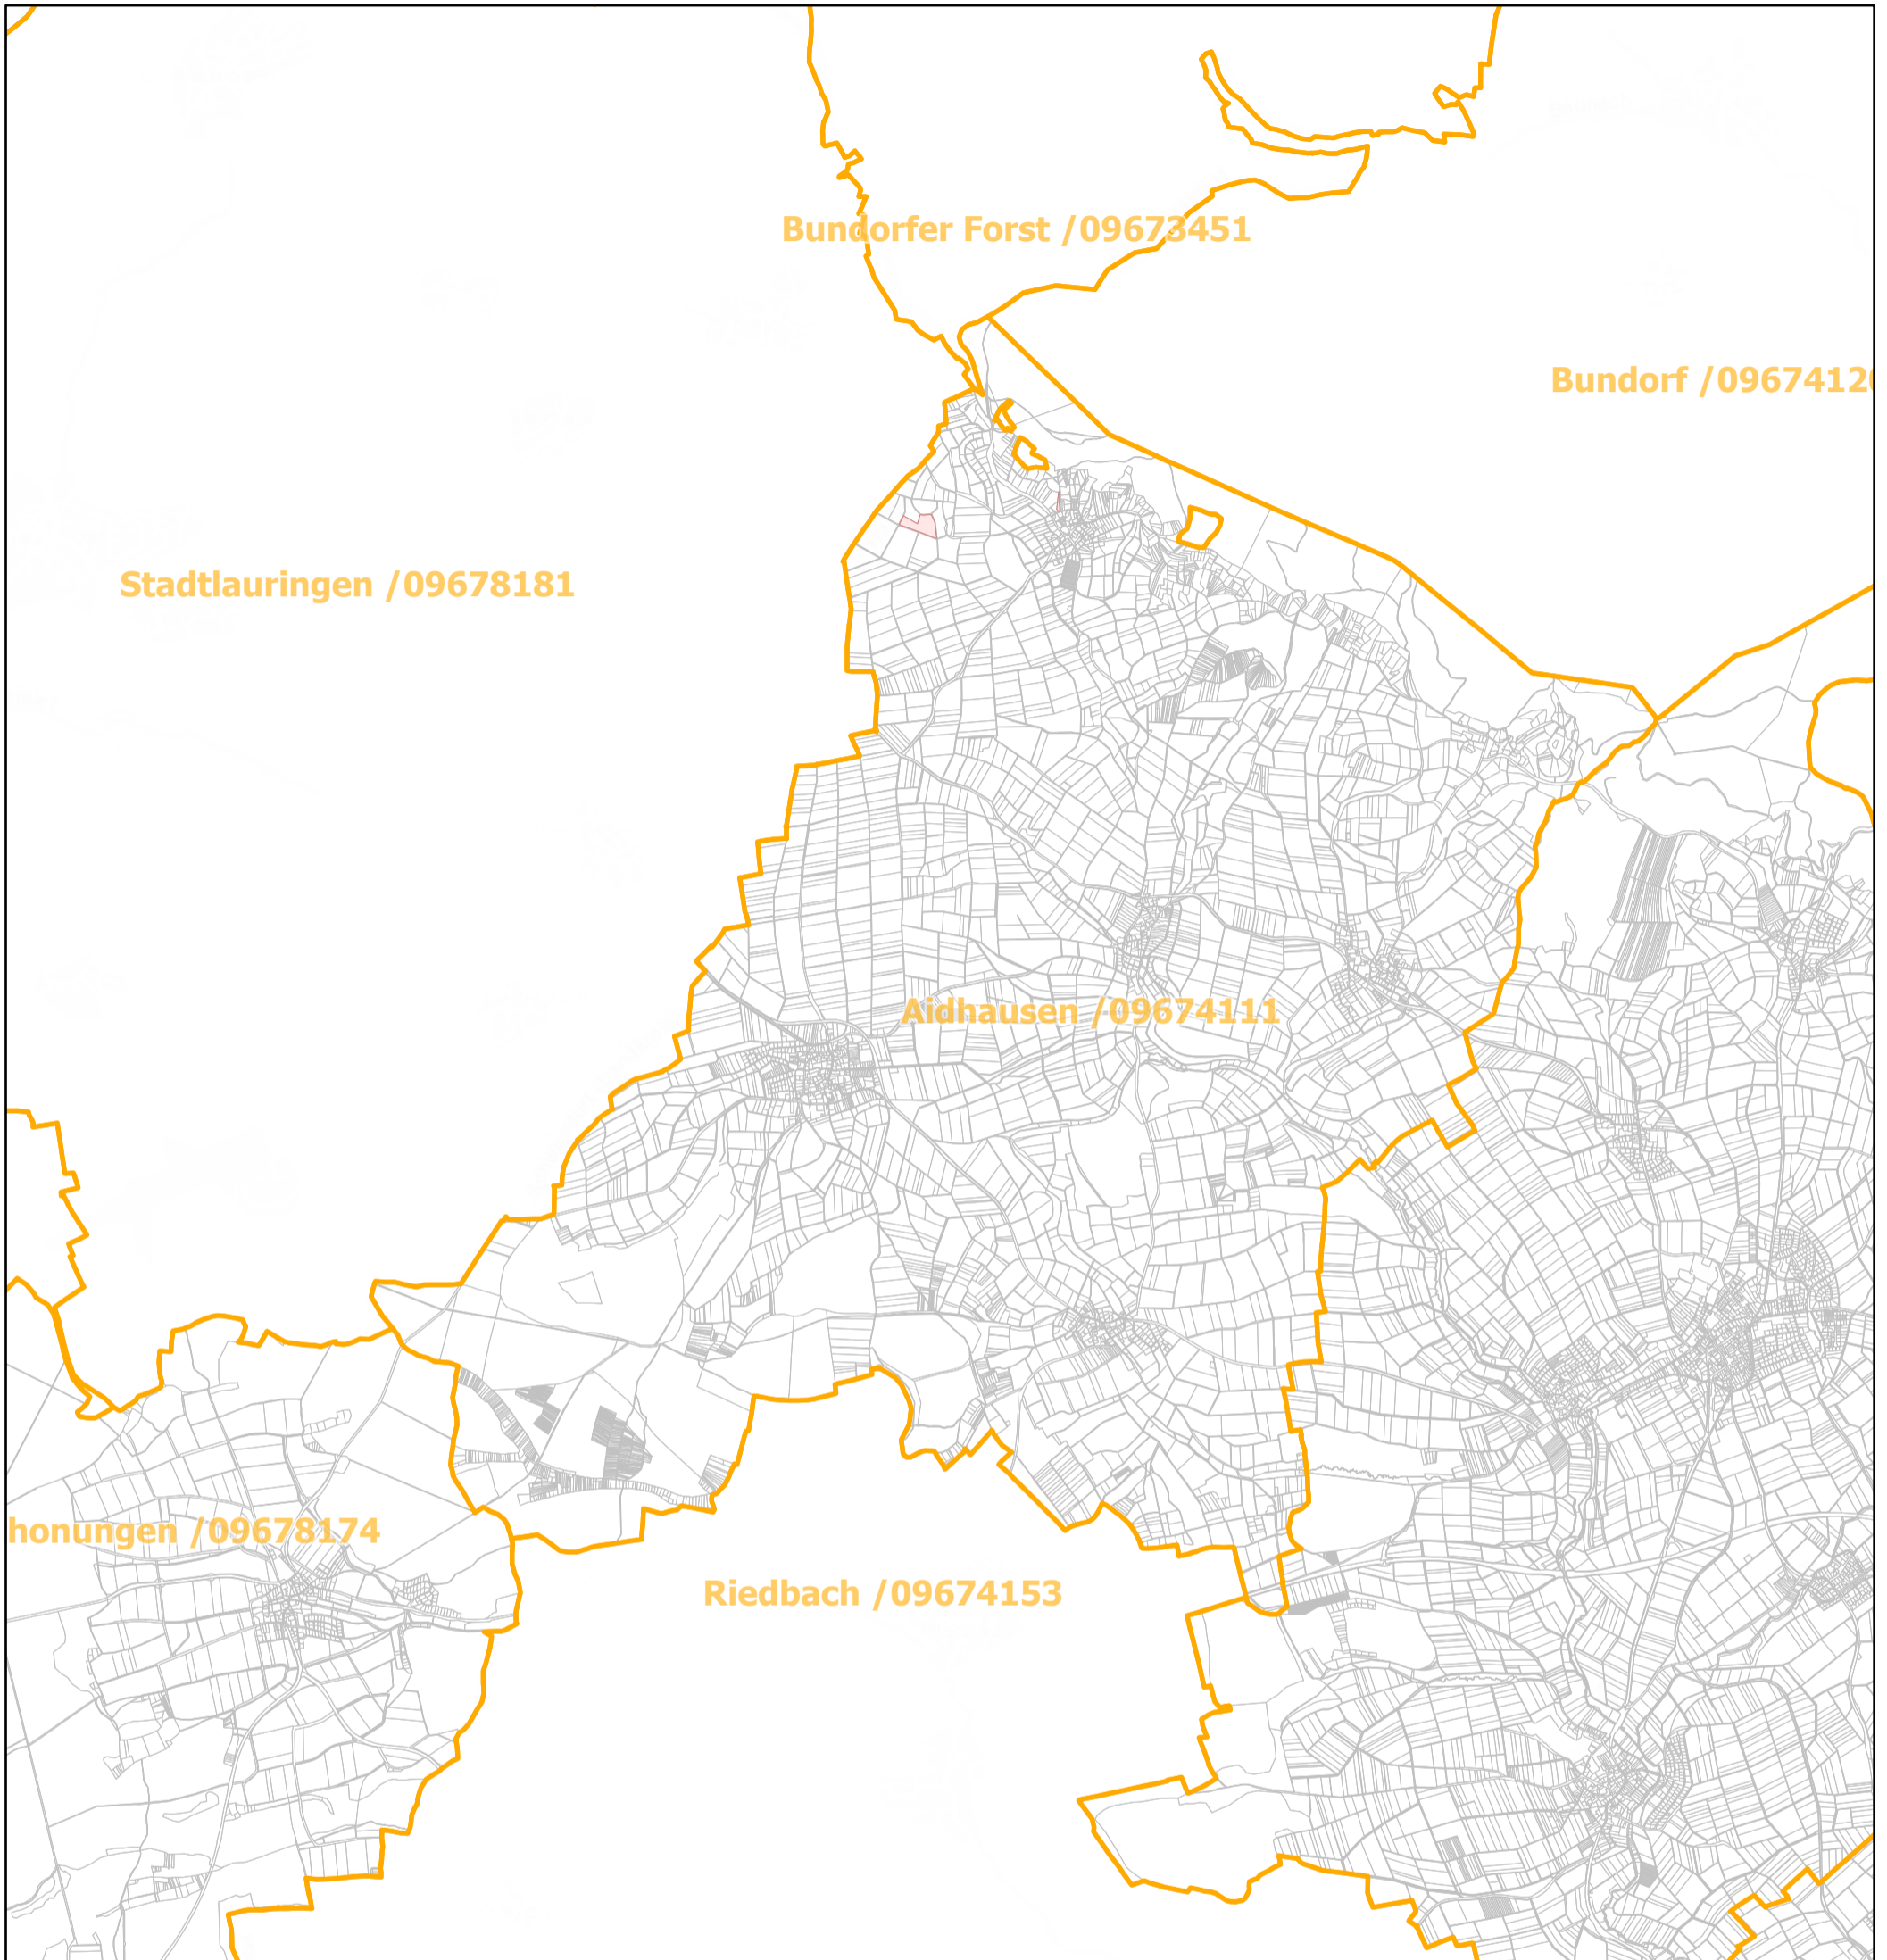 Bundorfer Forst /09673451
Bundorf /0967412
Stadtlauringen /09678181
Aidhausen /09674111
honungen /09678174
Riedbach /09674153